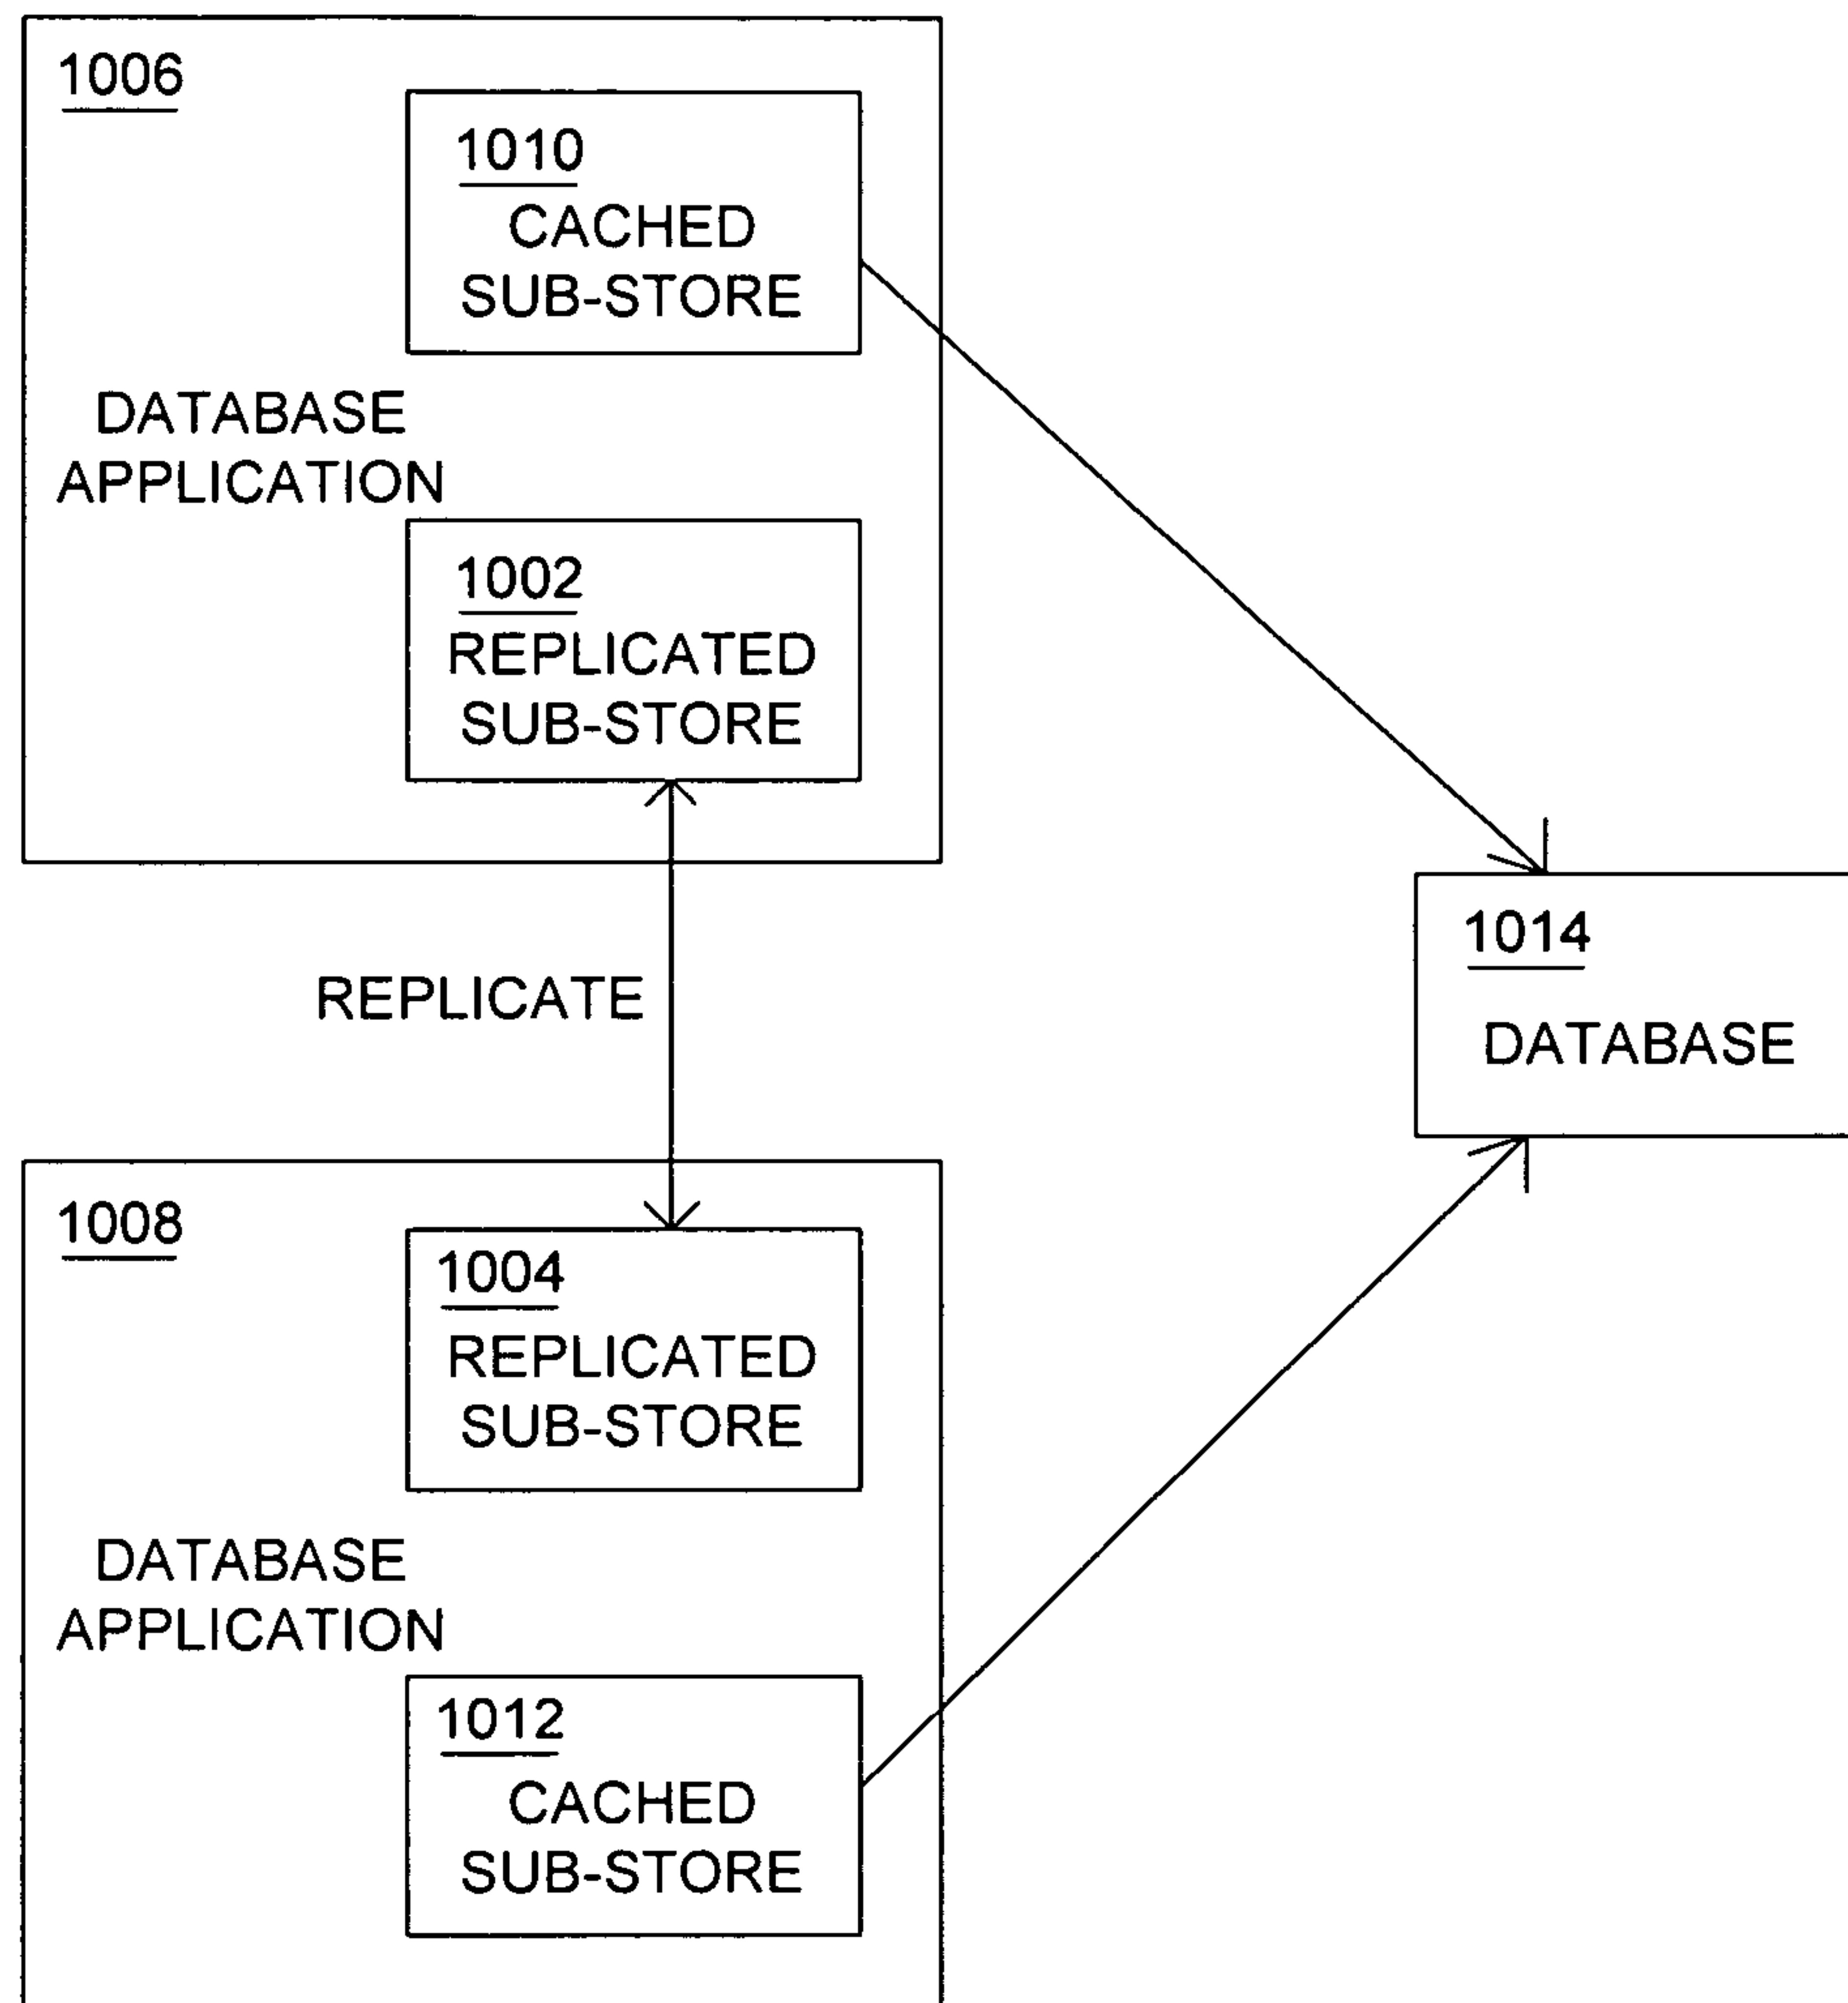 1006
1010
CACHED
SUB-STORE
DATABASE
APPLICATION
1002
REPLICATED
SUB-STORE
REPLICATE
1014
DATABASE
1008
1004
REPLICATED
SUB-STORE
DATABASE
APPLICATION
1012
CACHED
SUB-STORE